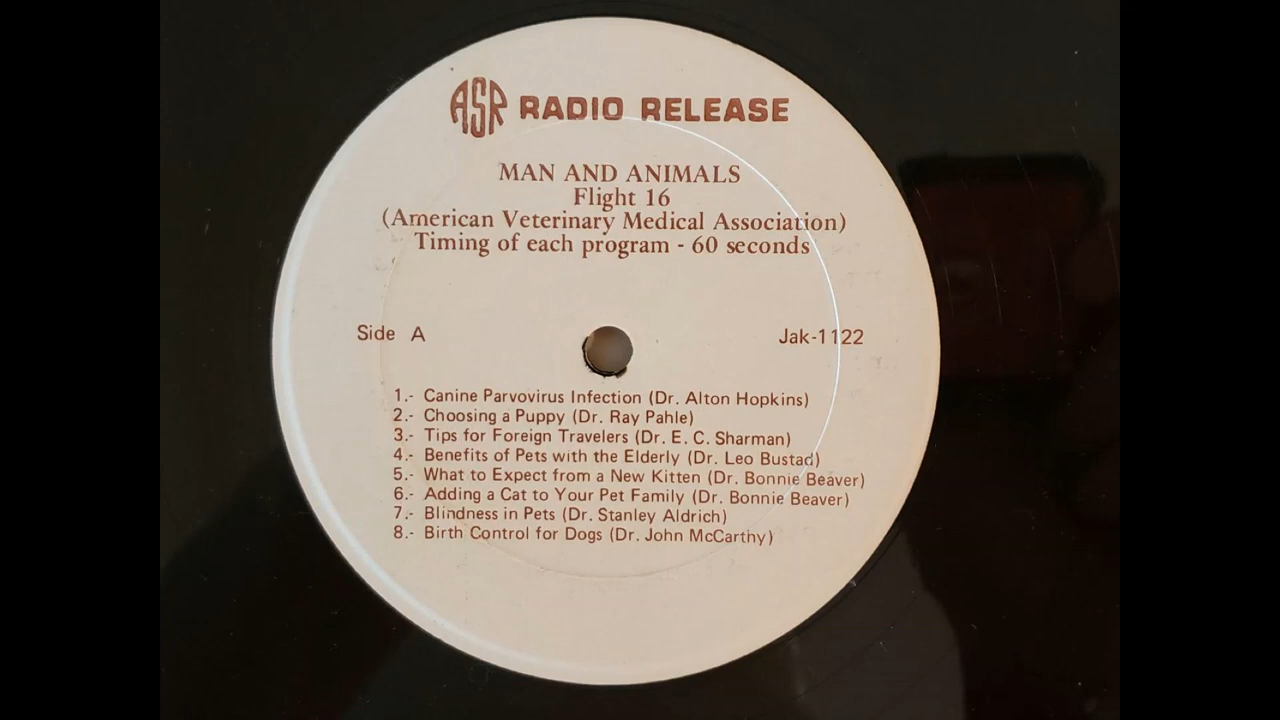 ASR RADIO RELEASE
MAN AND ANIMALS
Flight 16
(American Veterinary Medical Association)
Timing of each program - 60 seconds
Side A
Jak-1122
1.- Canine Parvovirus Infection (Dr. Alton Hopkins)
2.- Choosing a Puppy (Dr. Ray Pahle)
3.- Tips for Foreign Travelers (Dr. E. C. Sharman)
4.- Benefits of Pets with the Elderly (Dr. Leo Bustad)
5.- What to Expect from a New Kitten (Dr. Bonnie Beaver)
6.- Adding a Cat to Your Pet Family (Dr. Bonnie Beaver)
7.- Blindness in Pets (Dr. Stanley Aldrich)
8.- Birth Control for Dogs (Dr. John McCarthy)